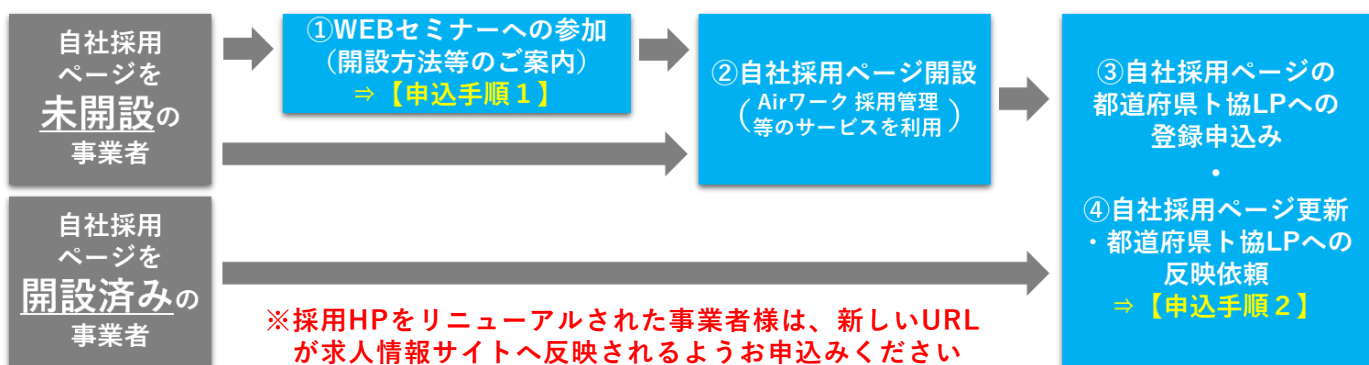 自社採用
ページを
未開設の
事業者
①WEBセミナーへの参加
(開設方法等のご案内)
⇒【申込手順1】
②自社採用ページ開設
(Airワーク 採用管理
等のサービスを利用)
③自社採用ページの
都道府県ト協LPへの
登録申込み
・
④自社採用ページ更新
・都道府県ト協LPへの
反映依頼
⇒【申込手順2】
自社採用
ページを
開設済みの
事業者
※採用HPをリニューアルされた事業者様は、新しいURL
が求人情報サイトへ反映されるようお申込みください